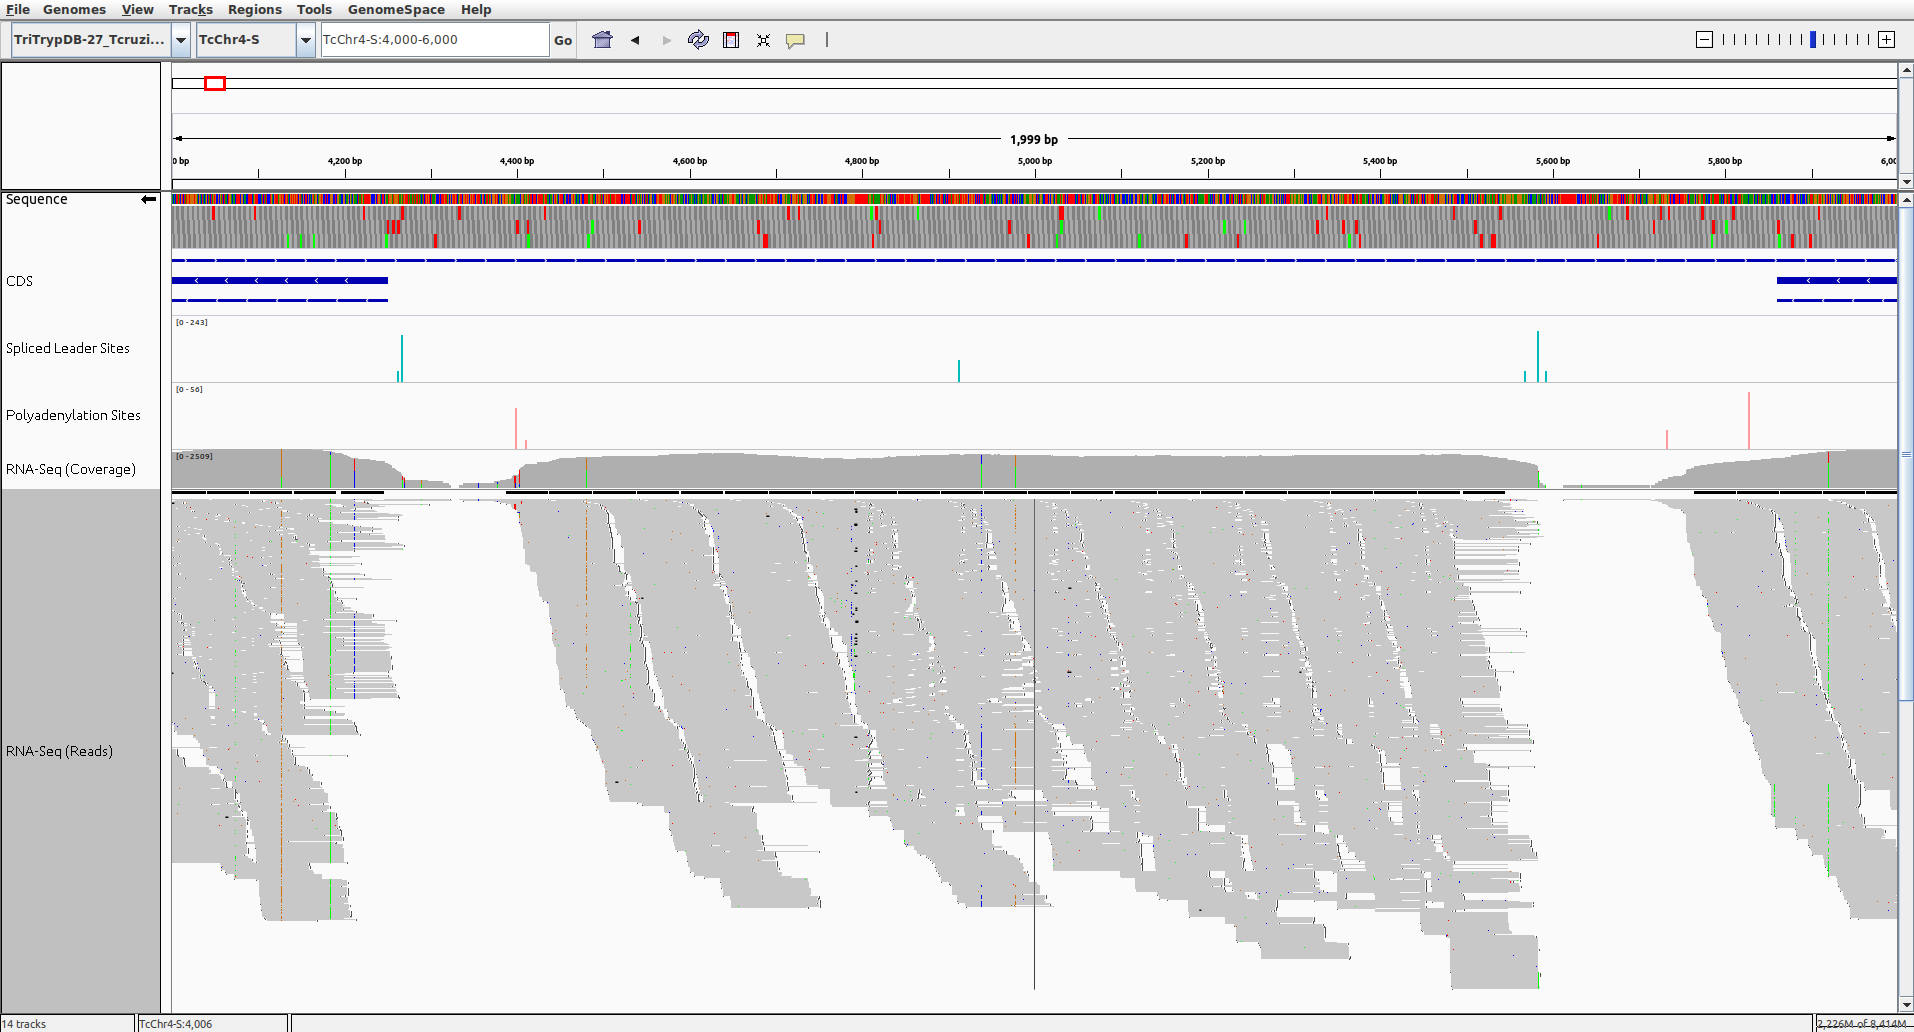 File Genomes View Tracks Regions Tools GenomeSpace Help
TriTrypDB-27_Tcruzi... TcChr4-S TcChr4-S:4,000-6,000 Go
1,999 bp
0 bp 4,200 bp 4,400 bp 4,600 bp 4,800 bp 5,000 bp 5,200 bp 5,400 bp 5,600 bp 5,800 bp 6,00
Sequence
CDS
[0 - 243]
Spliced Leader Sites
[0 - 56]
Polyadenylation Sites
[0 - 2509]
RNA-Seq (Coverage)
RNA-Seq (Reads)
14 tracks TcChr4-S:4,006 2,226M of 8,414M